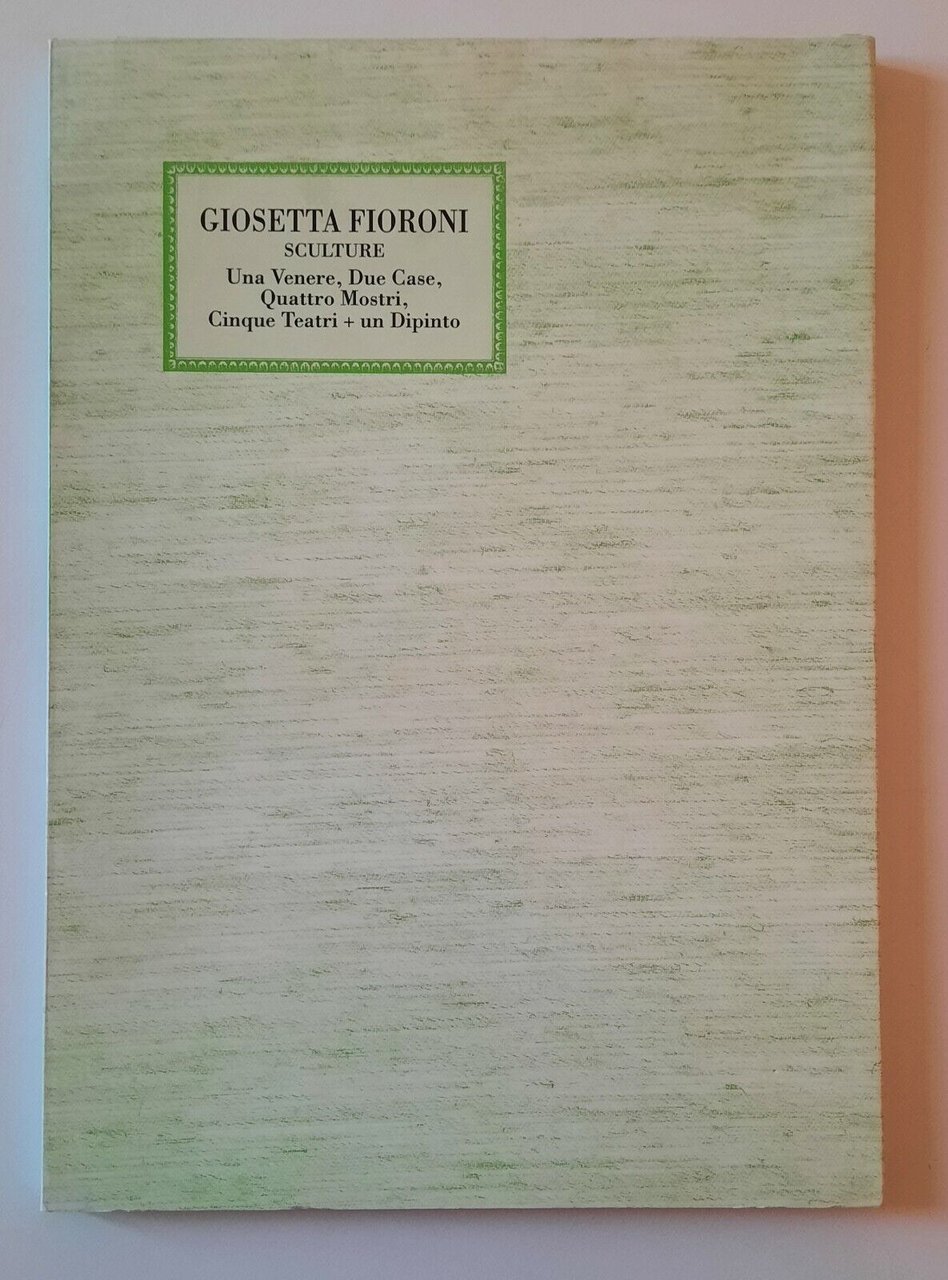 GIOSETTA FIORONI
SCULTURE
Una Venere, Due Case,
Quattro Mostri,
Cinque Teatri + un Dipinto